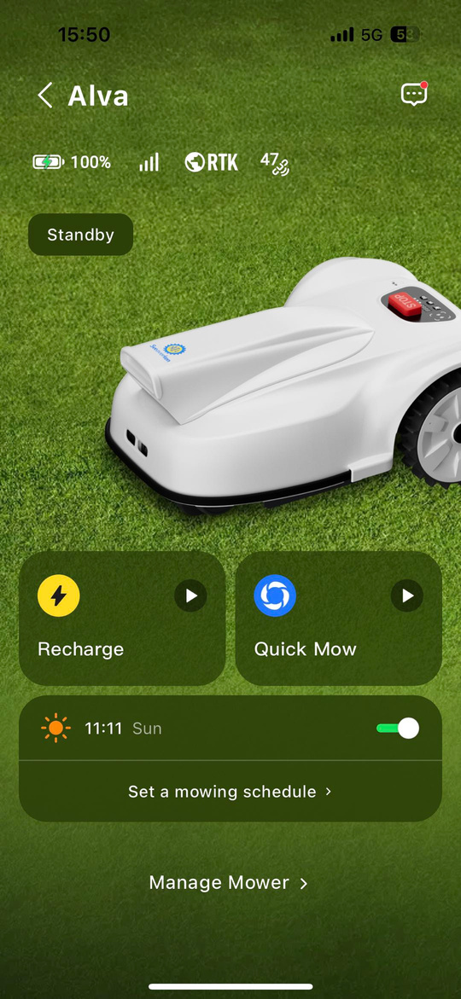 15:50 5G
Alva
100% RTK 47
Standby
STOP
Recharge
Quick Mow
11:11 Sun
Set a mowing schedule
Manage Mower